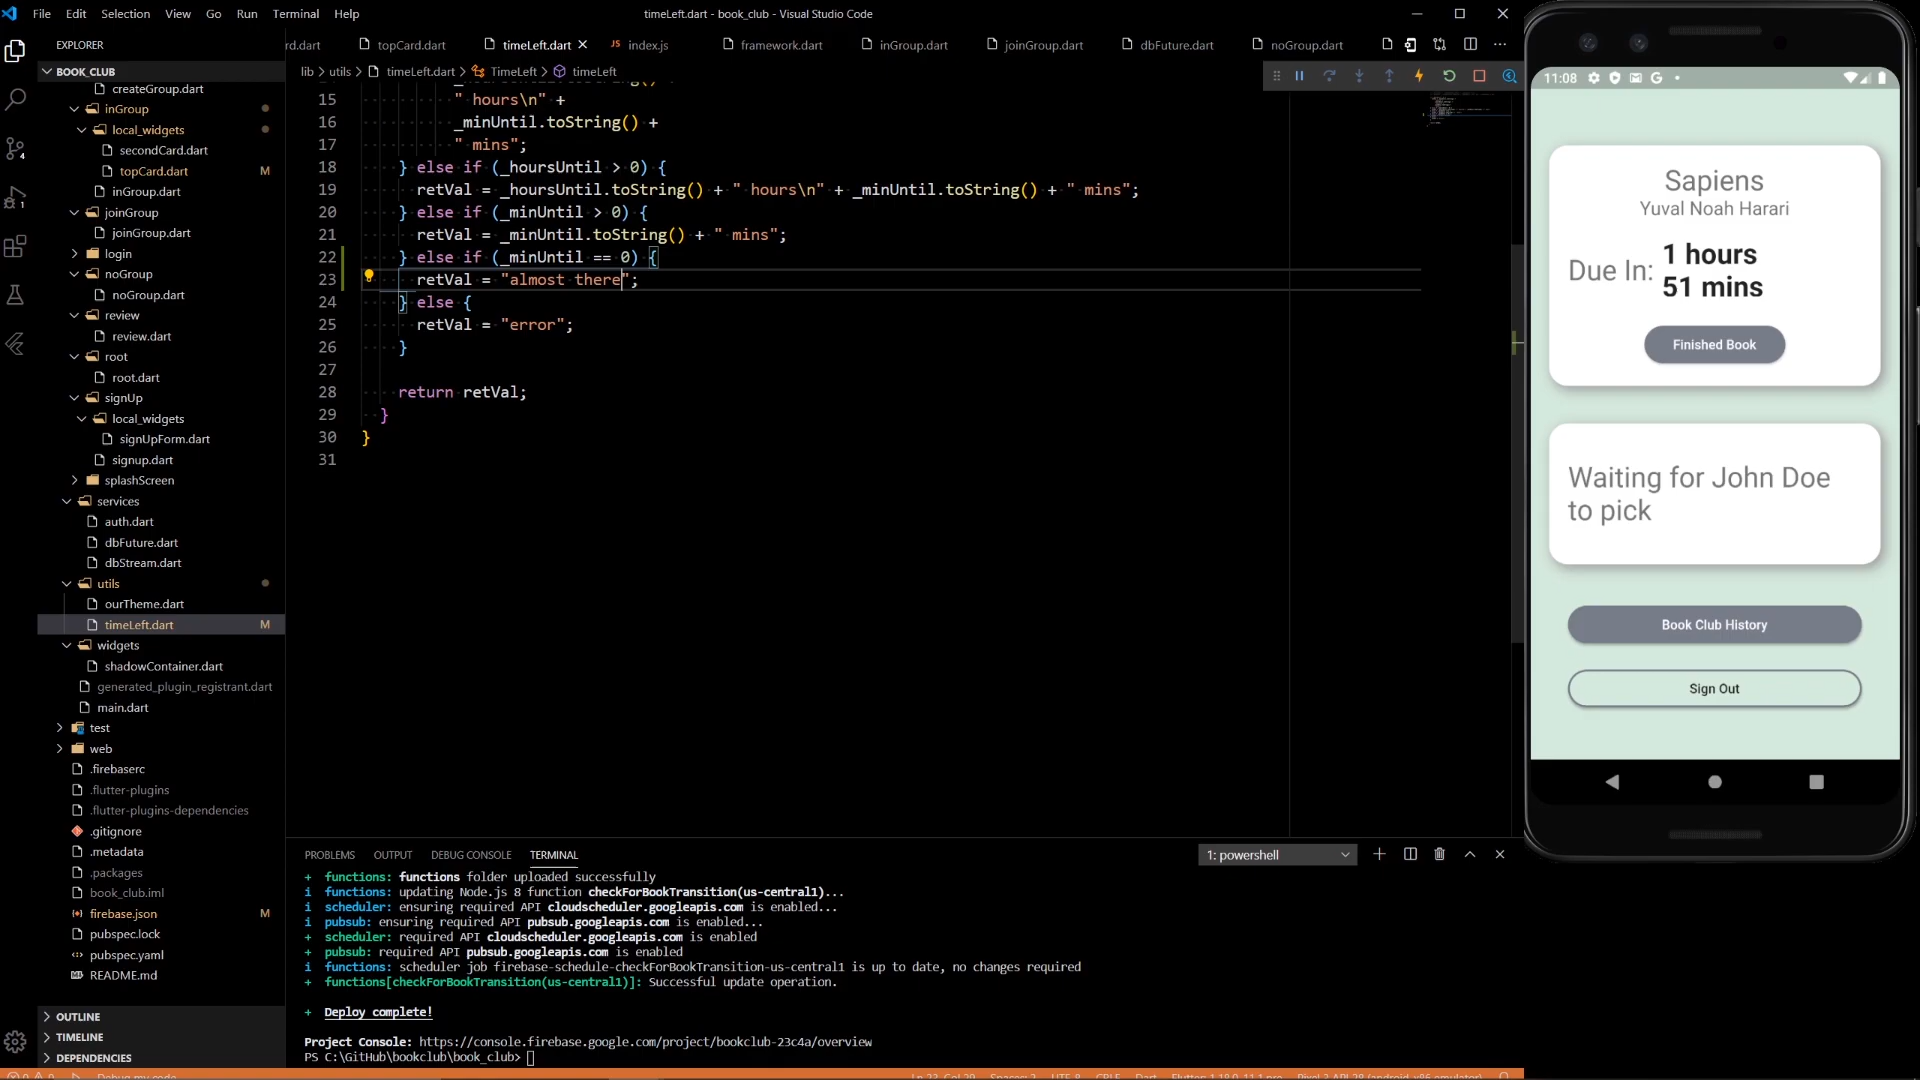 File Edit Selection View Go Run Terminal Help
timeLeft.dart - book_club - Visual Studio Code
EXPLORER
rd.dart topCard.dart timeLeft.dart JS index.js framework.dart inGroup.dart joinGroup.dart dbFuture.dart noGroup.dart
BOOK_CLUB
lib > utils > timeLeft.dart > TimeLeft > timeLeft
createGroup.dart
inGroup
local_widgets
secondCard.dart
topCard.dart M
inGroup.dart
joinGroup
joinGroup.dart
login
noGroup
noGroup.dart
review
review.dart
root
root.dart
signUp
local_widgets
signUpForm.dart
signup.dart
splashScreen
services
auth.dart
dbFuture.dart
dbStream.dart
utils
ourTheme.dart
timeLeft.dart M
widgets
shadowContainer.dart
generated_plugin_registrant.dart
main.dart
test
web
.firebaserc
.flutter-plugins
.flutter-plugins-dependencies
.gitignore
.metadata
.packages
book_club.iml
firebase.json M
pubspec.lock
pubspec.yaml
README.md
OUTLINE
TIMELINE
DEPENDENCIES
15 " hours\n" +
16 _minUntil.toString() +
17 " mins";
18 } else if (_hoursUntil > 0) {
19 retVal = _hoursUntil.toString() + " hours\n" + _minUntil.toString() + " mins";
20 } else if (_minUntil > 0) {
21 retVal = _minUntil.toString() + " mins";
22 } else if (_minUntil == 0) {
23 retVal = "almost there";
24 } else {
25 retVal = "error";
26 }
27
28 return retVal;
29 }
30 }
31
PROBLEMS OUTPUT DEBUG CONSOLE TERMINAL
1: powershell
+ functions: functions folder uploaded successfully
i functions: updating Node.js 8 function checkForBookTransition(us-central1)...
i scheduler: ensuring required API cloudscheduler.googleapis.com is enabled...
i pubsub: ensuring required API pubsub.googleapis.com is enabled...
+ scheduler: required API cloudscheduler.googleapis.com is enabled
+ pubsub: required API pubsub.googleapis.com is enabled
i functions: scheduler job firebase-schedule-checkForBookTransition-us-central1 is up to date, no changes required
+ functions[checkForBookTransition(us-central1)]: Successful update operation.
+ Deploy complete!
Project Console: https://console.firebase.google.com/project/bookclub-23c4a/overview
PS C:\GitHub\bookclub\book_club>
11:08
Sapiens
Yuval Noah Harari
Due In: 1 hours
51 mins
Finished Book
Waiting for John Doe
to pick
Book Club History
Sign Out